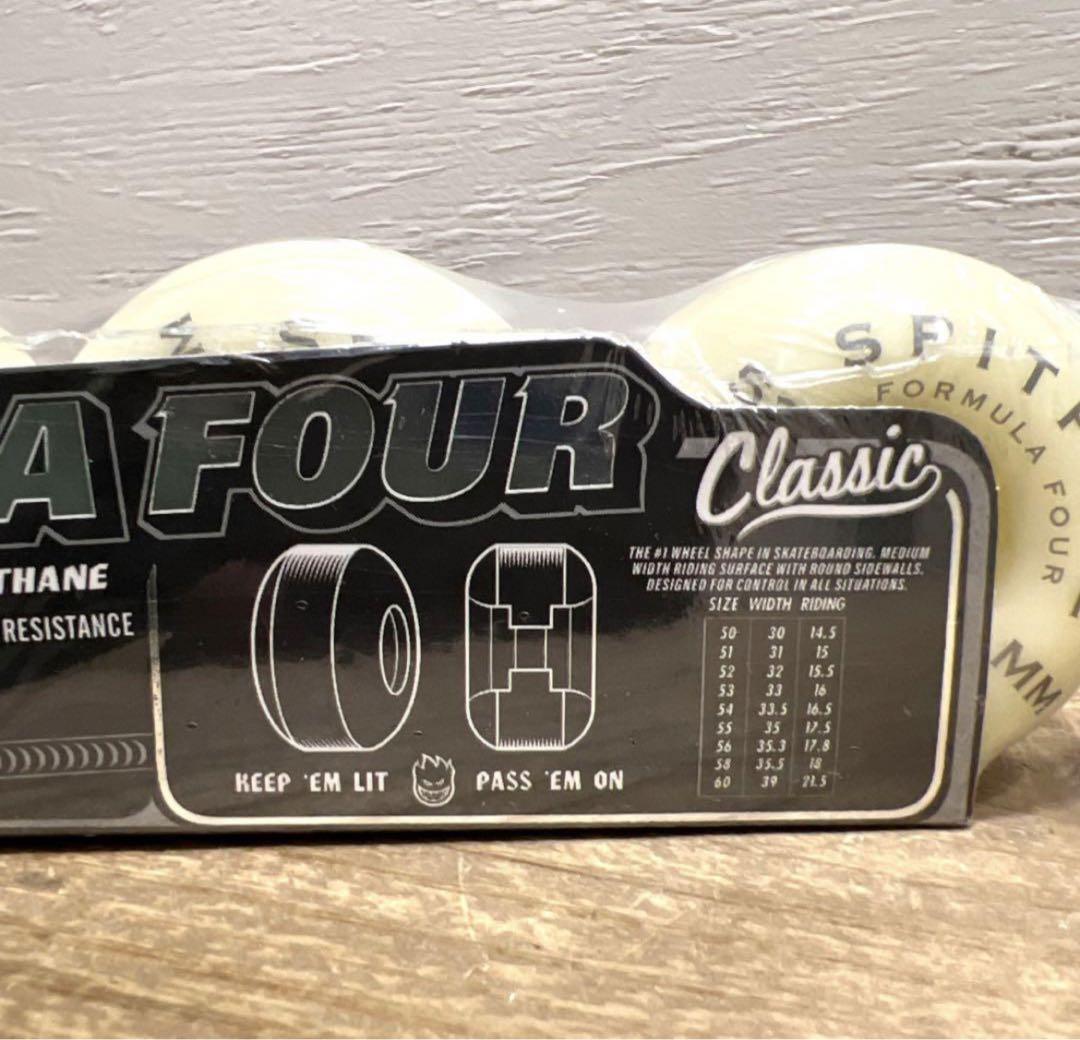 SPITF
FORMULA FOUR
MM
A FOUR
Classic
THE #1 WHEEL SHAPE IN SKATEBOARDING. MEDIUM
WIDTH RIDING SURFACE WITH ROUND SIDEWALLS.
DESIGNED FOR CONTROL IN ALL SITUATIONS.
THANE
RESISTANCE
SIZE WIDTH RIDING
50 30 14.5
51 31 15
52 32 15.5
53 33 16
54 33.5 16.5
55 35 17.5
56 35.3 17.8
58 35.5 18
60 39 21.5
KEEP 'EM LIT PASS 'EM ON